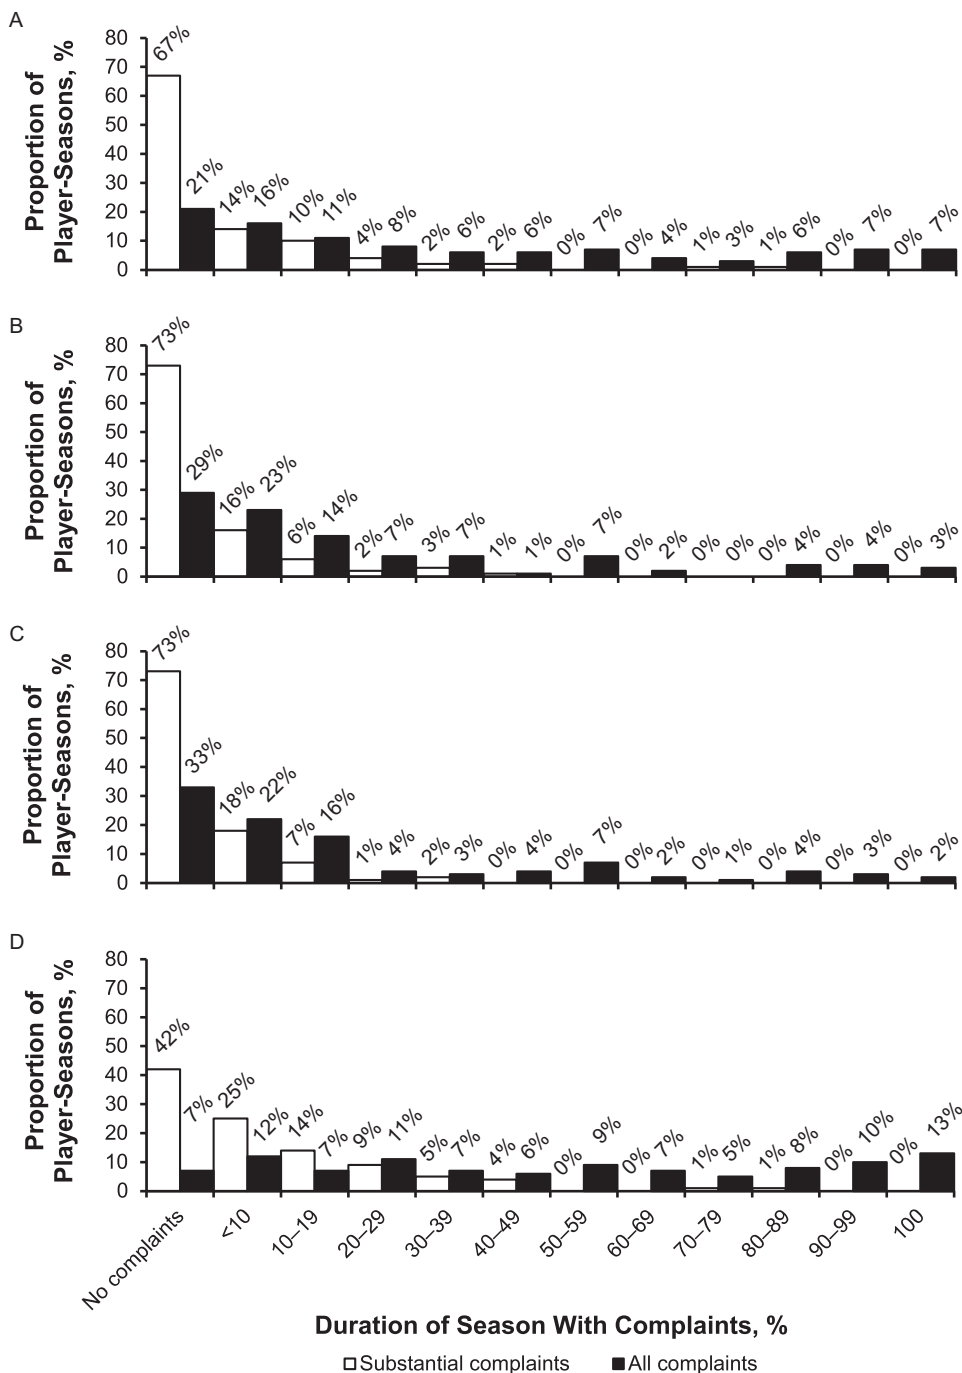 A
Proportion of
Player-Seasons, %
80
70
60
50
40
30
20
10
0
67% 21% 14% 16% 10% 11% 4% 8% 2% 6% 2% 6% 0% 7% 0% 4% 1% 3% 1% 6% 0% 7% 0% 7%
B
Proportion of
Player-Seasons, %
80
70
60
50
40
30
20
10
0
73% 29% 16% 23% 6% 14% 2% 7% 3% 7% 1% 1% 0% 7% 0% 2% 0% 0% 0% 4% 0% 4% 0% 3%
C
Proportion of
Player-Seasons, %
80
70
60
50
40
30
20
10
0
73% 33% 18% 22% 7% 16% 1% 4% 2% 3% 0% 4% 0% 7% 0% 2% 0% 1% 0% 4% 0% 3% 0% 2%
D
Proportion of
Player-Seasons, %
80
70
60
50
40
30
20
10
0
42% 7% 25% 12% 14% 7% 9% 11% 5% 7% 4% 6% 0% 9% 0% 7% 1% 5% 1% 8% 0% 10% 0% 13%
No complaints <10 10–19 20–29 30–39 40–49 50–59 60–69 70–79 80–89 90–99 100
Duration of Season With Complaints, %
Substantial complaints All complaints